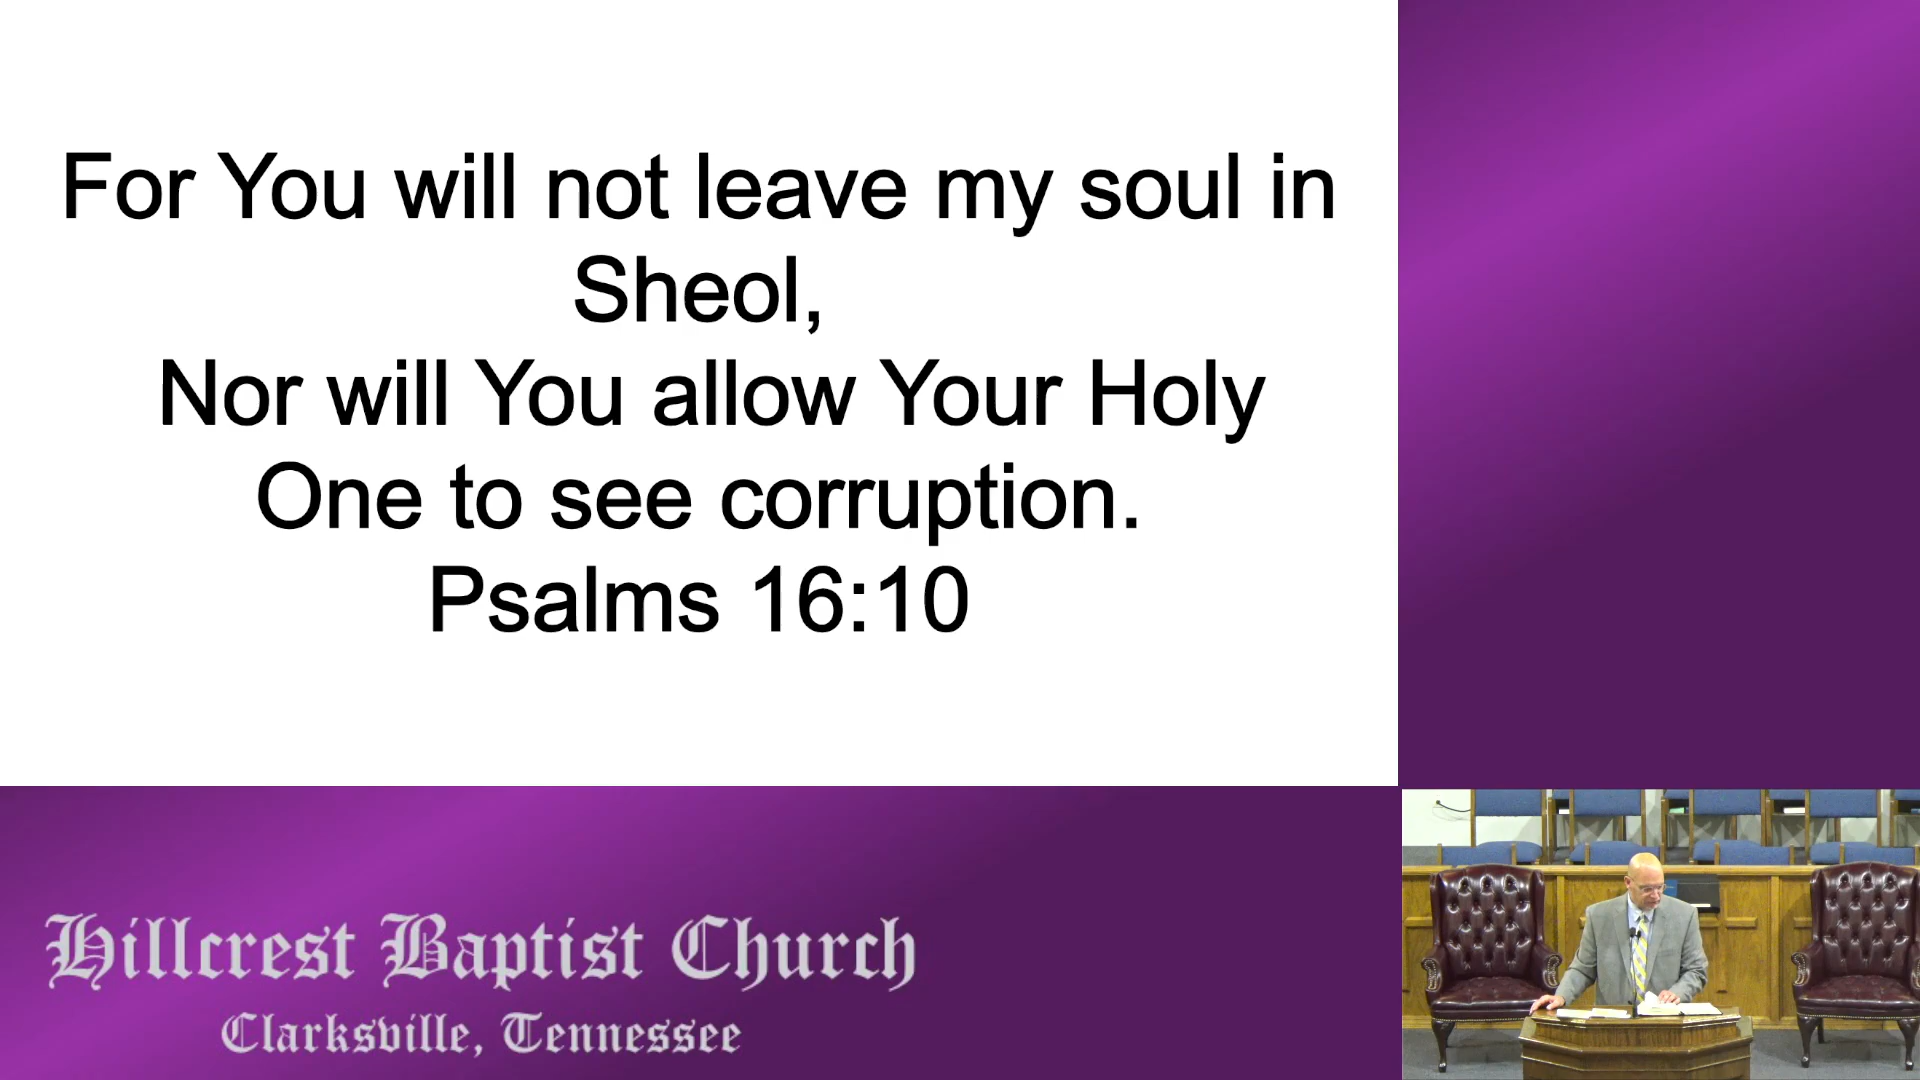 For You will not leave my soul in
Sheol,
Nor will You allow Your Holy
One to see corruption.
Psalms 16:10
Hillcrest Baptist Church
Clarksville, Tennessee